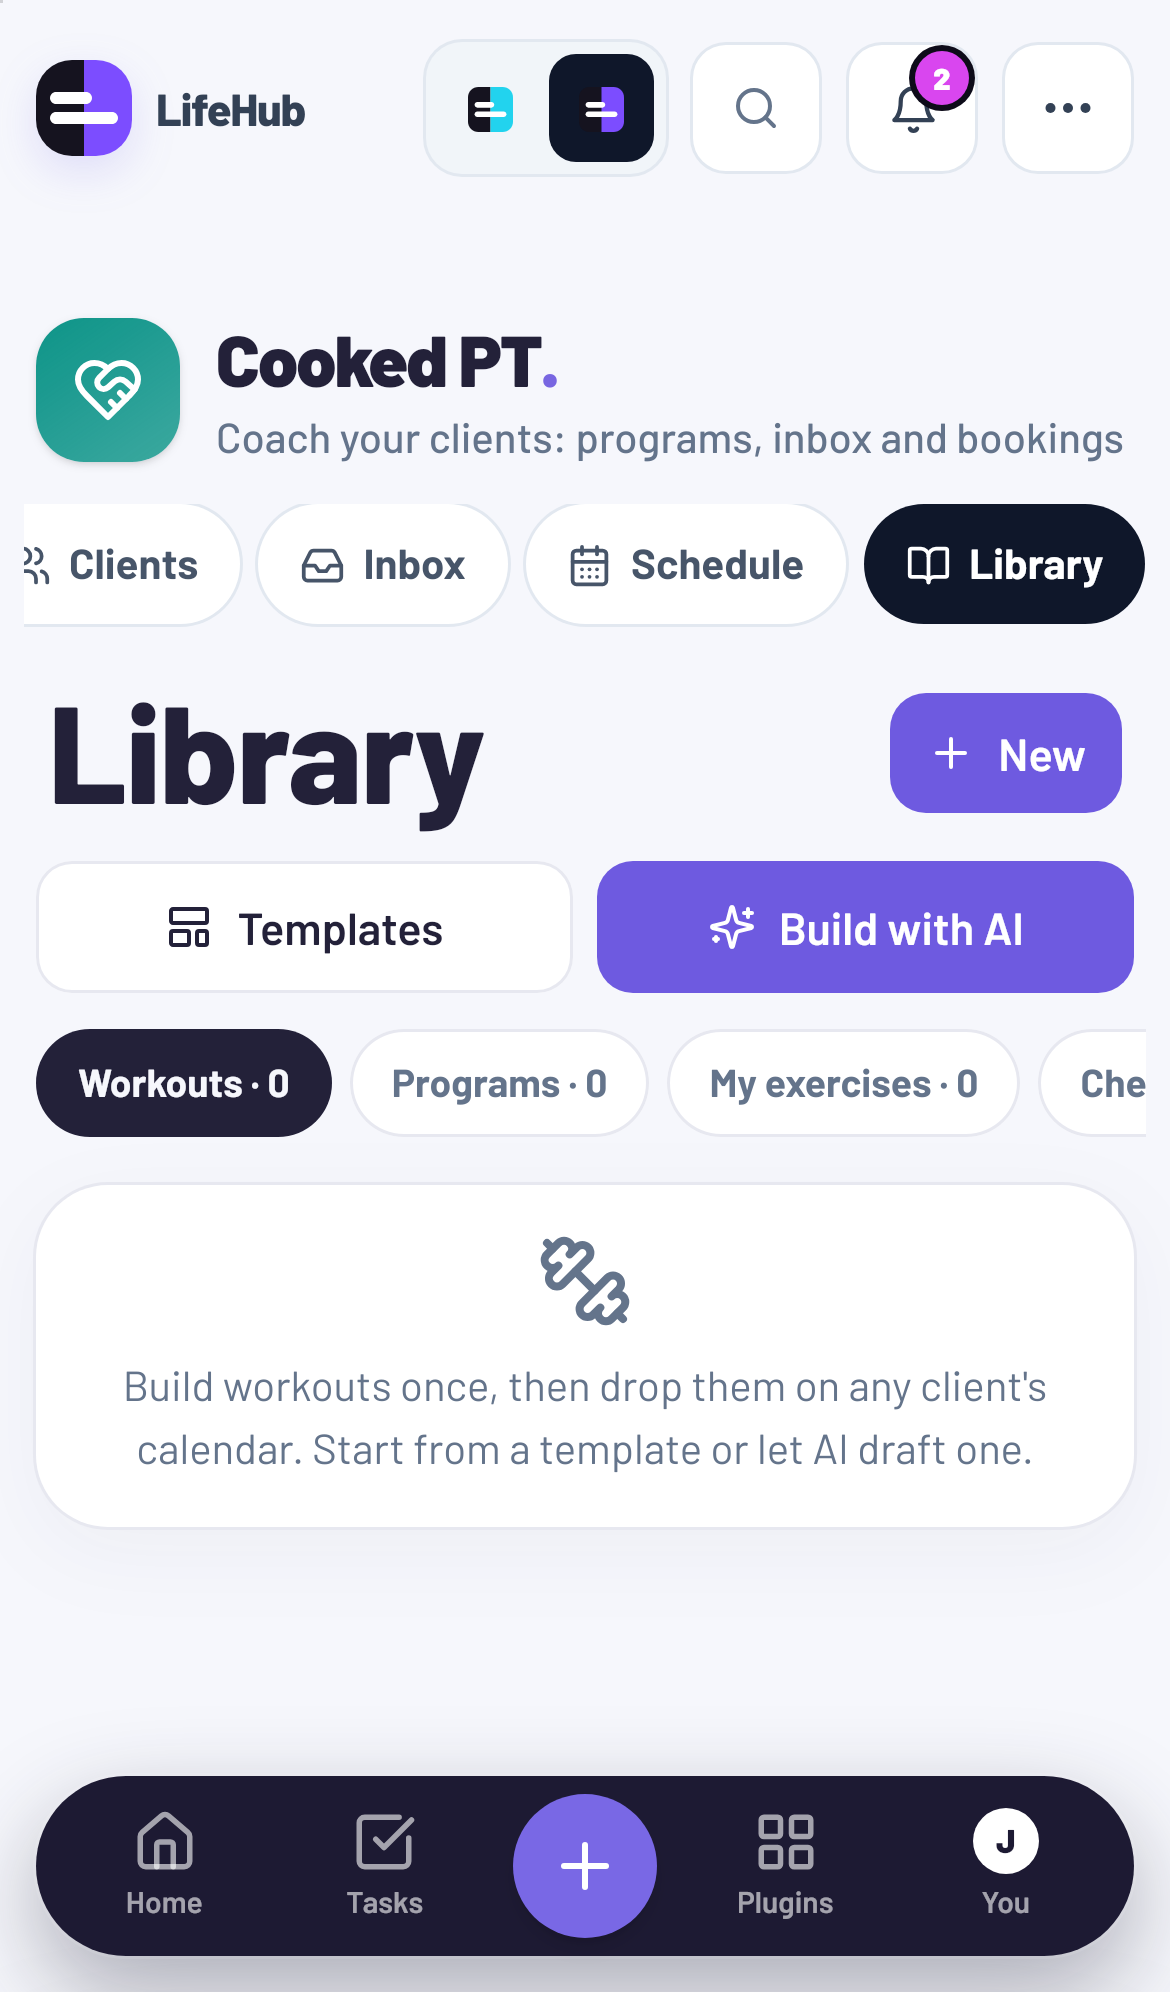 LifeHub
2
Cooked PT.
Coach your clients: programs, inbox and bookings
Clients
Inbox
Schedule
Library
Library
New
Templates
Build with AI
Workouts · 0
Programs · 0
My exercises · 0
Che
Build workouts once, then drop them on any client's
calendar. Start from a template or let AI draft one.
Home
Tasks
Plugins
J
You